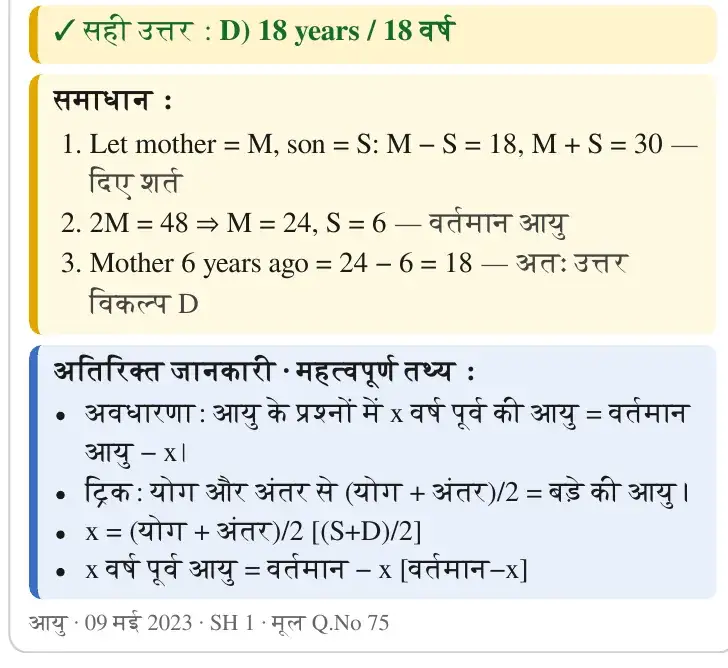 ✓ सही उत्तर : D) 18 years / 18 वर्ष
समाधान :
1. Let mother = M, son = S: M − S = 18, M + S = 30 —
दिए शर्त
2. 2M = 48 ⇒ M = 24, S = 6 — वर्तमान आयु
3. Mother 6 years ago = 24 − 6 = 18 — अतः उत्तर
विकल्प D
अतिरिक्त जानकारी · महत्वपूर्ण तथ्य :
• अवधारणा : आयु के प्रश्नों में x वर्ष पूर्व की आयु = वर्तमान
आयु − x।
• ट्रिक : योग और अंतर से (योग + अंतर)/2 = बड़े की आयु।
• x = (योग + अंतर)/2 [(S+D)/2]
• x वर्ष पूर्व आयु = वर्तमान − x [वर्तमान−x]
आयु · 09 मई 2023 · SH 1 · मूल Q.No 75